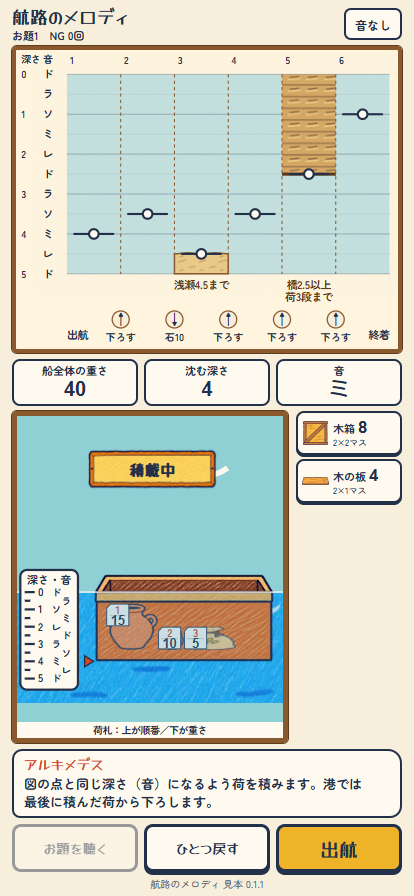 航路のメロディ
お題1 NG 0回
音なし
深さ 音 1 2 3 4 5 6
0 ド
ラ
1 ソ
ミ
2 レ
ド
3 ラ
ソ
4 ミ
レ
5 ド
浅瀬4.5まで
橋2.5以上
荷3段まで
出航 下ろす 石10 下ろす 下ろす 下ろす 終着
船全体の重さ
40
沈む深さ
4
音
ミ
木箱 8
2×2マス
木の板 4
2×1マス
積載中
深さ・音
0 ド
ラ
1 ソ
ミ
2 レ
ド
3 ラ
ソ
4 ミ
レ
5 ド
1
15
2
10
3
5
荷札：上が順番／下が重さ
アルキメデス
図の点と同じ深さ（音）になるよう荷を積みます。港では
最後に積んだ荷から下ろします。
お題を聴く
ひとつ戻す
出航
航路のメロディ 見本 0.1.1